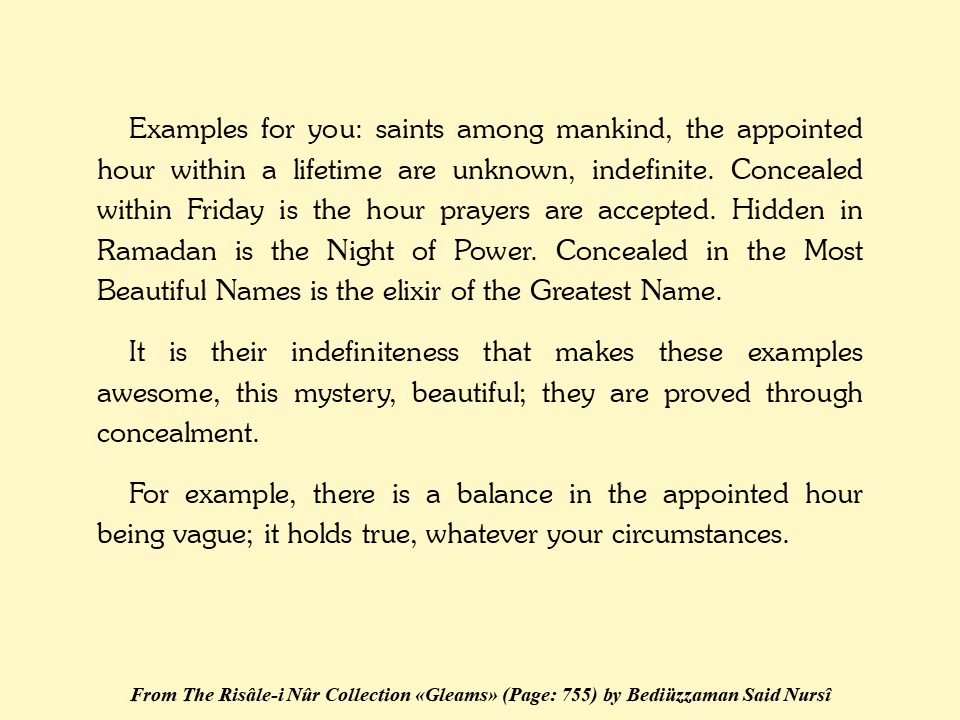 Examples for you: saints among mankind, the appointed
hour within a lifetime are unknown, indefinite. Concealed
within Friday is the hour prayers are accepted. Hidden in
Ramadan is the Night of Power. Concealed in the Most
Beautiful Names is the elixir of the Greatest Name.
It is their indefiniteness that makes these examples
awesome, this mystery, beautiful; they are proved through
concealment.
For example, there is a balance in the appointed hour
being vague; it holds true, whatever your circumstances.
From The Risâle-i Nûr Collection «Gleams» (Page: 755) by Bediüzzaman Said Nursî